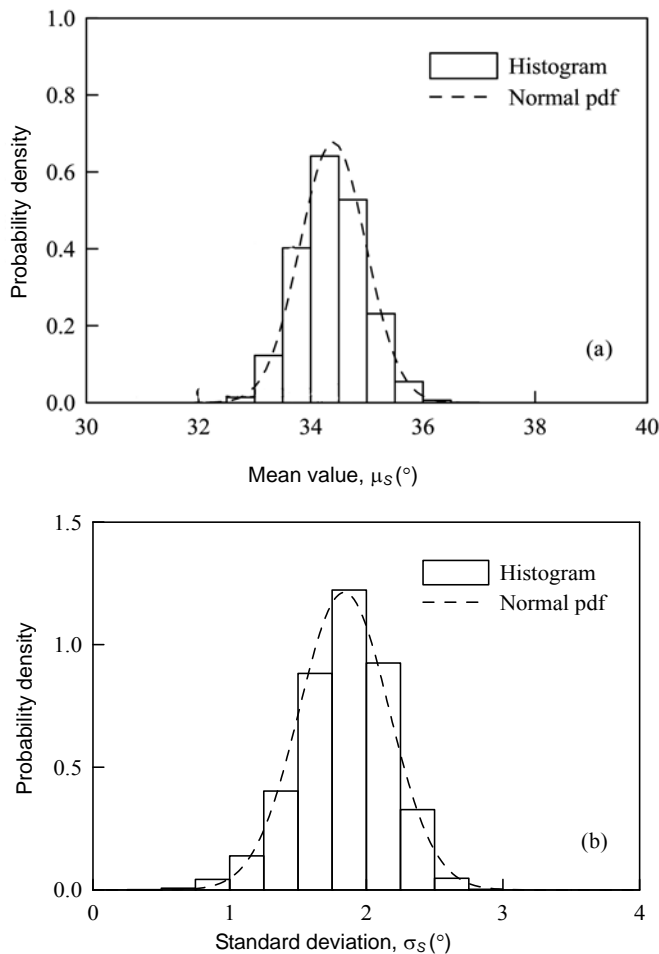 1.0
Histogram
0.8
Normal pdf
0.6
Probability density
0.4
0.2
(a)
0.0
30 32 34 36 38 40
Mean value, μS(°)
1.5
Histogram
Normal pdf
1.0
Probability density
0.5
(b)
0.0
0 1 2 3 4
Standard deviation, σS(°)